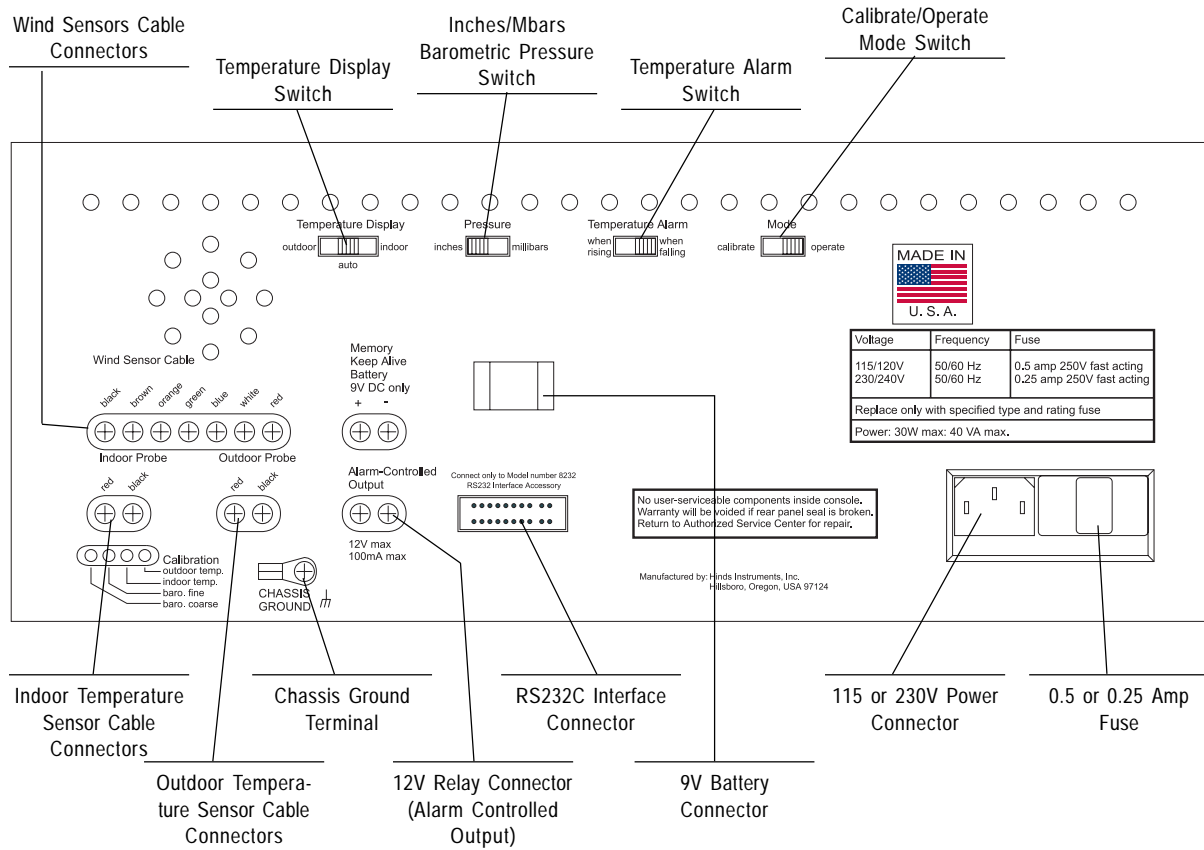 Wind Sensors Cable
Connectors
Temperature Display
Switch
Inches/Mbars
Barometric Pressure
Switch
Temperature Alarm
Switch
Calibrate/Operate
Mode Switch
Temperature Display
outdoor
indoor
auto
Pressure
inches
millibars
Temperature Alarm
when
rising
when
falling
Mode
calibrate
operate
MADE IN
U. S. A.
Voltage Frequency Fuse
115/120V 50/60 Hz 0.5 amp 250V fast acting
230/240V 50/60 Hz 0.25 amp 250V fast acting
Replace only with specified type and rating fuse
Power: 30W max: 40 VA max.
Wind Sensor Cable
black brown orange green blue white red
Memory
Keep Alive
Battery
9V DC only
+ -
Indoor Probe
red black
Outdoor Probe
red black
Alarm-Controlled
Output
12V max
100mA max
Connect only to Model number 8232
RS232 Interface Accessory
No user-serviceable components inside console.
Warranty will be voided if rear panel seal is broken.
Return to Authorized Service Center for repair.
Calibration
outdoor temp.
indoor temp.
baro. fine
baro. coarse
CHASSIS
GROUND
Manufactured by: Hinds Instruments, Inc.
Hillsboro, Oregon, USA 97124
Indoor Temperature
Sensor Cable
Connectors
Chassis Ground
Terminal
RS232C Interface
Connector
115 or 230V Power
Connector
0.5 or 0.25 Amp
Fuse
Outdoor Tempera-
ture Sensor Cable
Connectors
12V Relay Connector
(Alarm Controlled
Output)
9V Battery
Connector